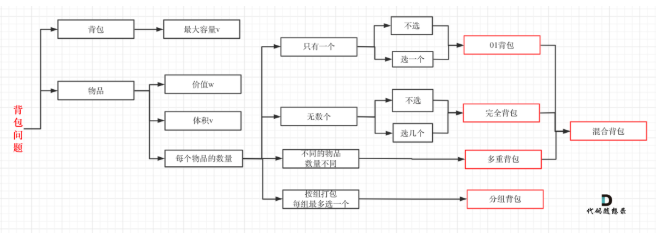 背包问题
背包
最大容量v
物品
价值w
体积v
每个物品的数量
只有一个
不选
选一个
01背包
无数个
不选
选几个
完全背包
不同的物品
数量不同
多重背包
混合背包
按组打包
每组最多选一个
分组背包
代码随想录